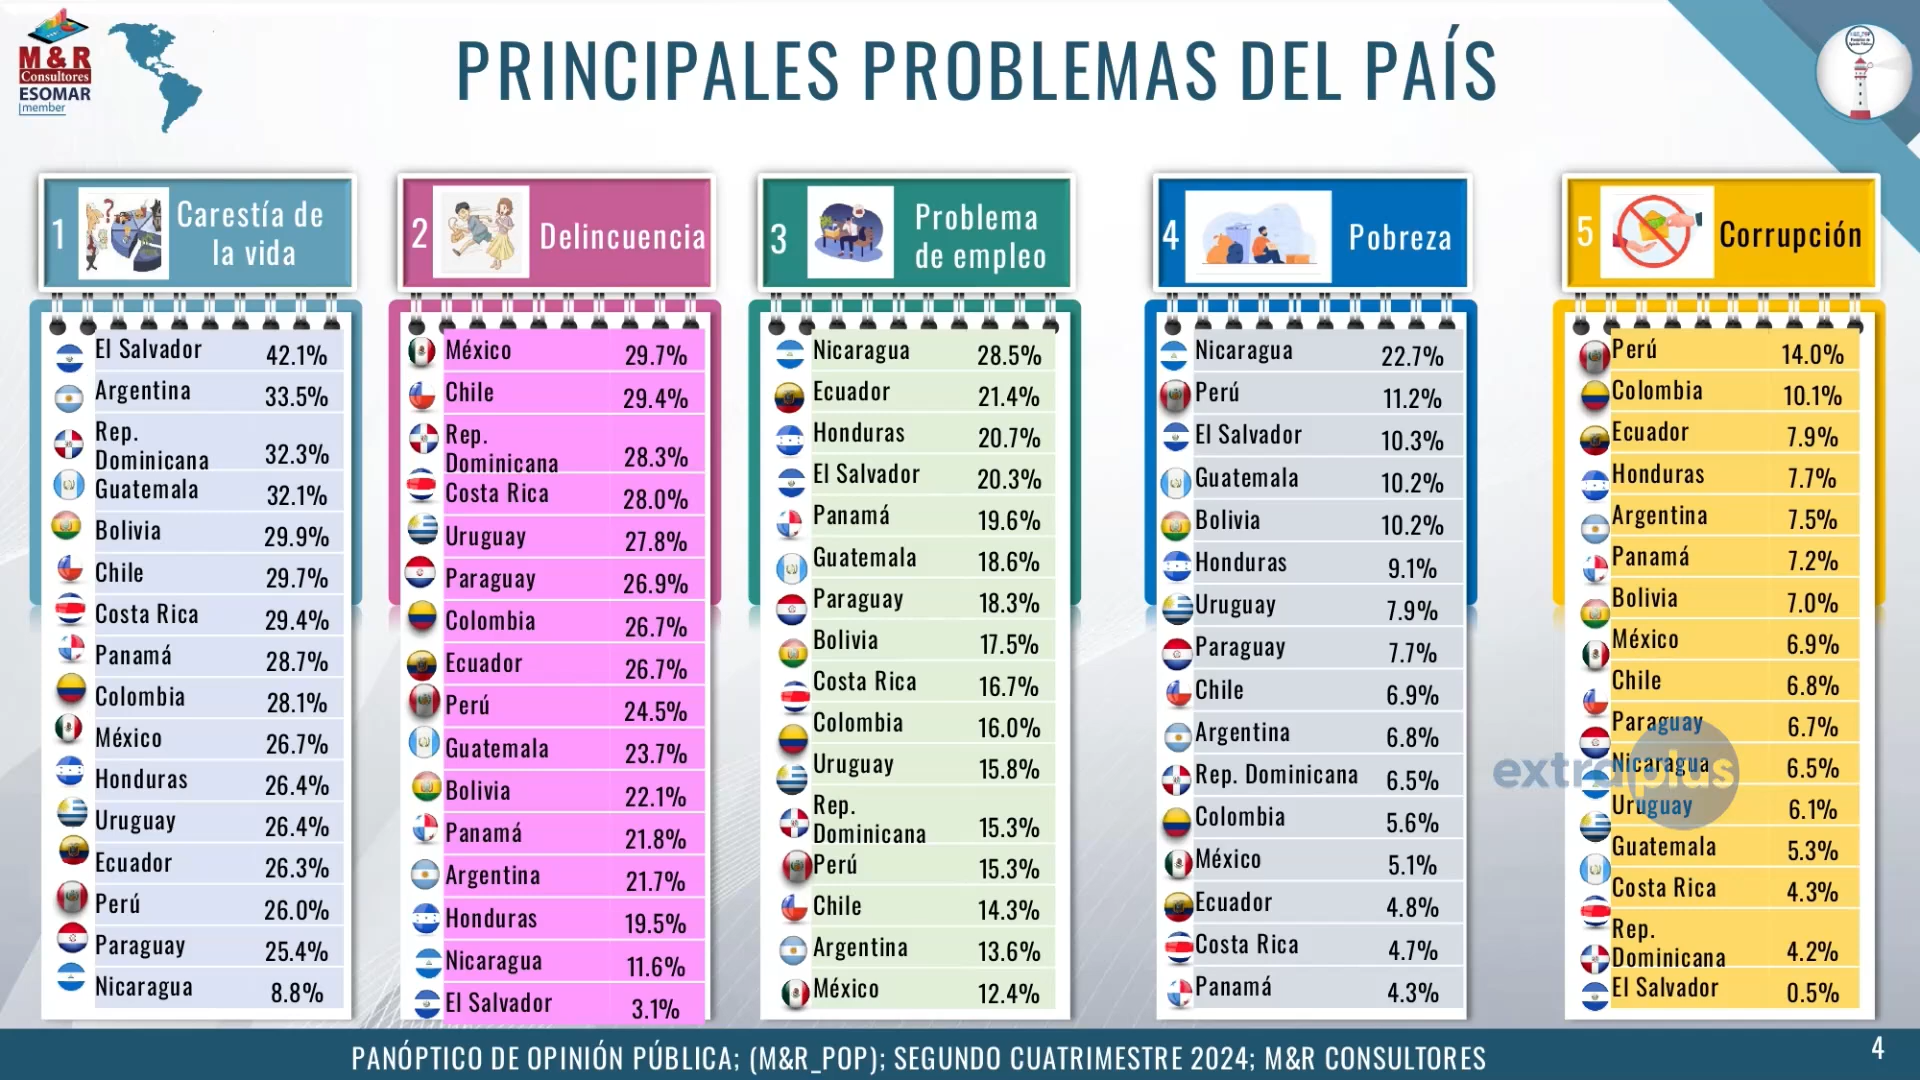 M&R
Consultores
ESOMAR
member
PRINCIPALES PROBLEMAS DEL PAÍS
1
Carestía de
la vida
El Salvador 42.1%
Argentina 33.5%
Rep.
Dominicana 32.3%
Guatemala 32.1%
Bolivia 29.9%
Chile 29.7%
Costa Rica 29.4%
Panamá 28.7%
Colombia 28.1%
México 26.7%
Honduras 26.4%
Uruguay 26.4%
Ecuador 26.3%
Perú 26.0%
Paraguay 25.4%
Nicaragua 8.8%
2 Delincuencia
México 29.7%
Chile 29.4%
Rep.
Dominicana 28.3%
Costa Rica 28.0%
Uruguay 27.8%
Paraguay 26.9%
Colombia 26.7%
Ecuador 26.7%
Perú 24.5%
Guatemala 23.7%
Bolivia 22.1%
Panamá 21.8%
Argentina 21.7%
Honduras 19.5%
Nicaragua 11.6%
El Salvador 3.1%
3
Problema
de empleo
Nicaragua 28.5%
Ecuador 21.4%
Honduras 20.7%
El Salvador 20.3%
Panamá 19.6%
Guatemala 18.6%
Paraguay 18.3%
Bolivia 17.5%
Costa Rica 16.7%
Colombia 16.0%
Uruguay 15.8%
Rep.
Dominicana 15.3%
Perú 15.3%
Chile 14.3%
Argentina 13.6%
México 12.4%
4 Pobreza
Nicaragua 22.7%
Perú 11.2%
El Salvador 10.3%
Guatemala 10.2%
Bolivia 10.2%
Honduras 9.1%
Uruguay 7.9%
Paraguay 7.7%
Chile 6.9%
Argentina 6.8%
Rep. Dominicana 6.5%
Colombia 5.6%
México 5.1%
Ecuador 4.8%
Costa Rica 4.7%
Panamá 4.3%
5 Corrupción
Perú 14.0%
Colombia 10.1%
Ecuador 7.9%
Honduras 7.7%
Argentina 7.5%
Panamá 7.2%
Bolivia 7.0%
México 6.9%
Chile 6.8%
Paraguay 6.7%
Nicaragua 6.5%
Uruguay 6.1%
Guatemala 5.3%
Costa Rica 4.3%
Rep.
Dominicana 4.2%
El Salvador 0.5%
extraplus
PANÓPTICO DE OPINIÓN PÚBLICA; (M&R_POP); SEGUNDO CUATRIMESTRE 2024; M&R CONSULTORES
4